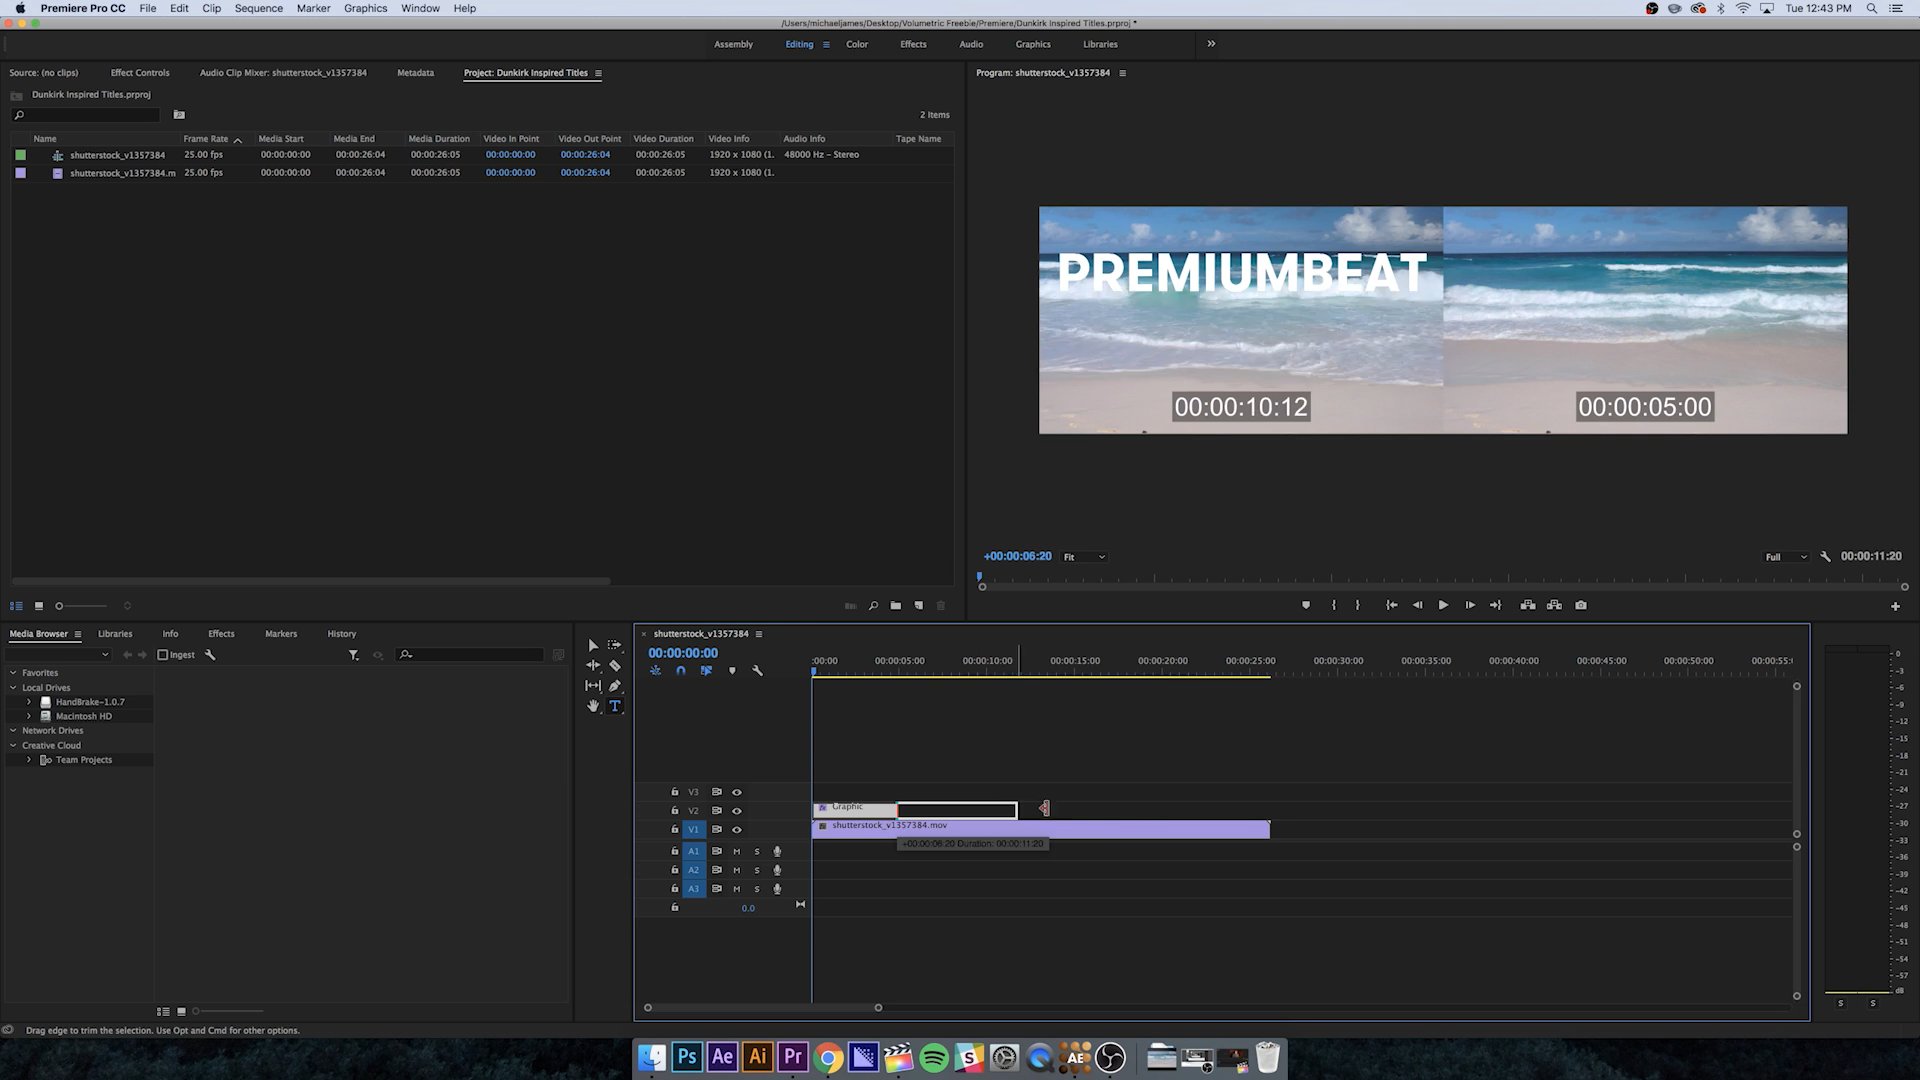 Premiere Pro CC File Edit Clip Sequence Marker Graphics Window Help Tue 12:43 PM
/Users/michaeljames/Desktop/Volumetric Freebie/Premiere/Dunkirk Inspired Titles.prproj *
Assembly Editing Color Effects Audio Graphics Libraries
Source: (no clips) Effect Controls Audio Clip Mixer: shutterstock_v1357384 Metadata Project: Dunkirk Inspired Titles
Program: shutterstock_v1357384
Dunkirk Inspired Titles.prproj
2 Items
Name Frame Rate Media Start Media End Media Duration Video In Point Video Out Point Video Duration Video Info Audio Info Tape Name
shutterstock_v1357384 25.00 fps 00:00:00:00 00:00:26:04 00:00:26:05 00:00:00:00 00:00:26:04 00:00:26:05 1920 x 1080 (1. 48000 Hz – Stereo
shutterstock_v1357384.m 25.00 fps 00:00:00:00 00:00:26:04 00:00:26:05 00:00:00:00 00:00:26:04 00:00:26:05 1920 x 1080 (1.
PREMIUMBEAT
00:00:10:12 00:00:05:00
+00:00:06:20 Fit Full 00:00:11:20
Media Browser Libraries Info Effects Markers History
Ingest
Favorites
Local Drives
HandBrake-1.0.7
Macintosh HD
Network Drives
Creative Cloud
Team Projects
shutterstock_v1357384
00:00:00:00
:00:00 00:00:05:00 00:00:10:00 00:00:15:00 00:00:20:00 00:00:25:00 00:00:30:00 00:00:35:00 00:00:40:00 00:00:45:00 00:00:50:00 00:00:55:
V3
V2 Graphic
V1 shutterstock_v1357384.mov
+00:00:06:20 Duration: 00:00:11:20
A1 M S
A2 M S
A3 M S
0.0
0
-3
-6
-9
-12
-15
-18
-21
-24
-27
-30
-33
-36
-39
-42
-45
-48
-51
-54
-57
dB
S S
Drag edge to trim the selection. Use Opt and Cmd for other options.
Ps Ae Ai Pr AE